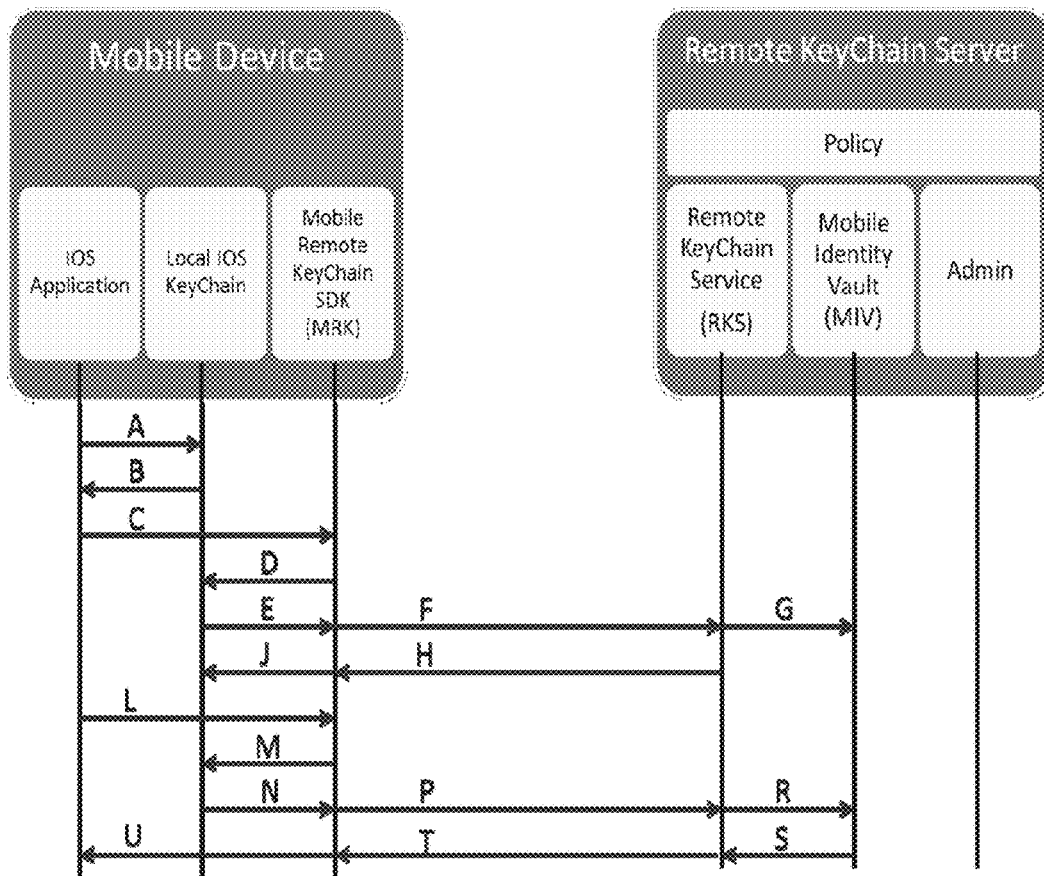 Mobile Device
Remote KeyChain Server
Policy
IOS
Application
Local IOS
KeyChain
Mobile
Remote
KeyChain
SDK
(MRK)
Remote
KeyChain
Service
(RKS)
Mobile
Identity
Vault
(MIV)
Admin
A
B
C
D
E
F
G
J
H
L
M
N
P
R
U
T
S